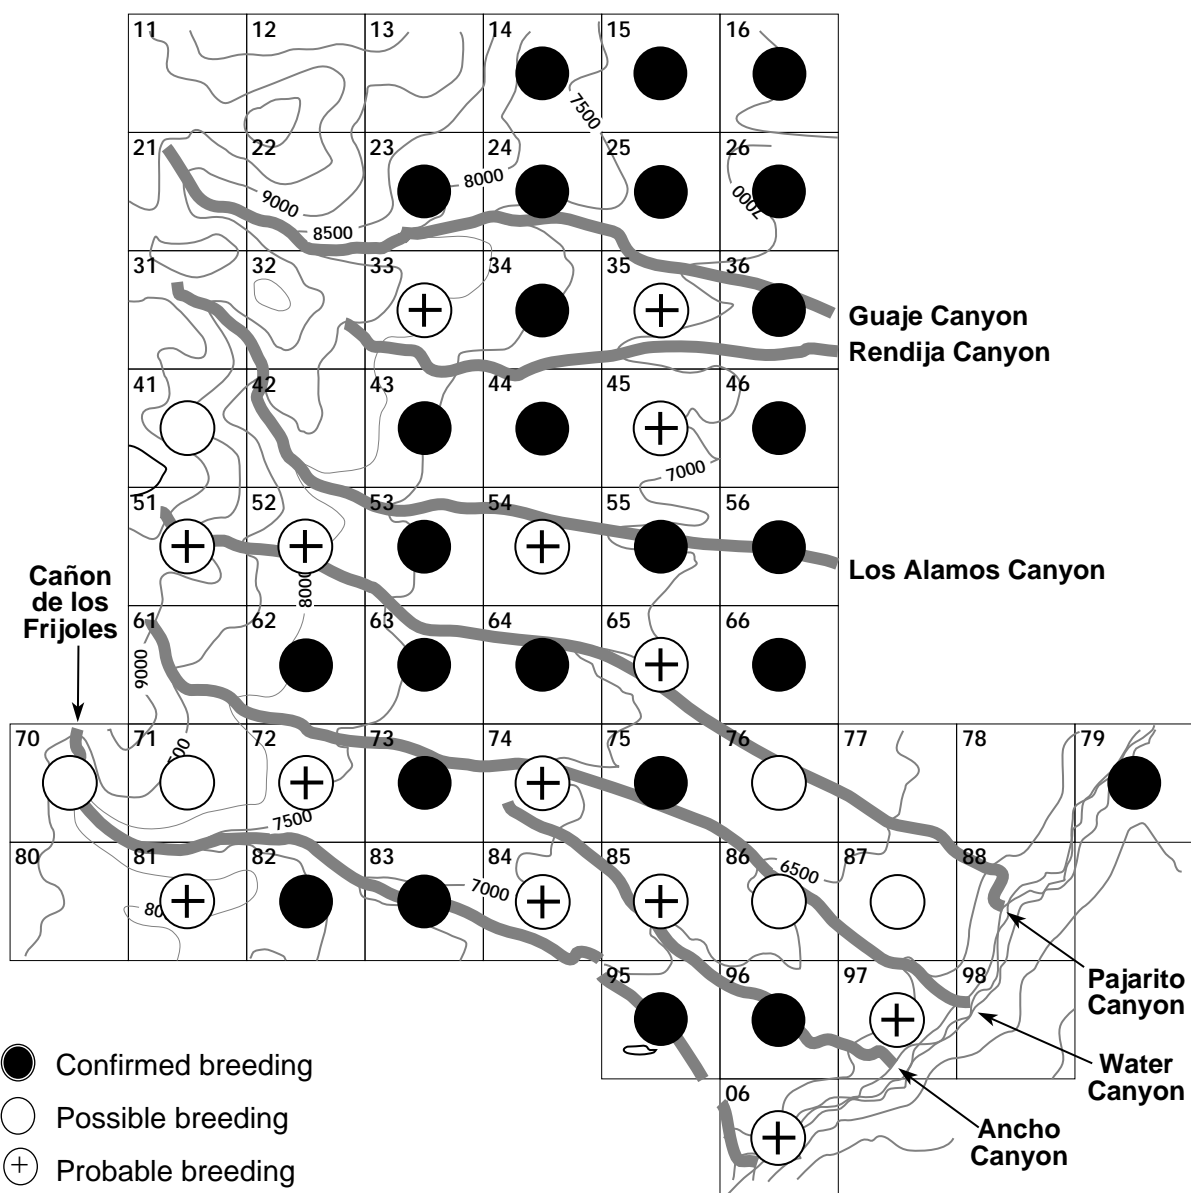 11 12 13 14 15 16
7500
21 22 23 24 25 26
8000
9000
7000
8500
31 32 33 34 35 36
Guaje Canyon
Rendija Canyon
41 42 43 44 45 46
7000
51 52 53 54 55 56
Los Alamos Canyon
Cañon
de los
Frijoles
8000
61 62 63 64 65 66
9000
70 71 72 73 74 75 76 77 78 79
7500
80 81 82 83 84 85 86 87 88
6500
7000
80
95 96 97 98
Pajarito
Canyon
Water
Canyon
06
Ancho
Canyon
Confirmed breeding
Possible breeding
Probable breeding